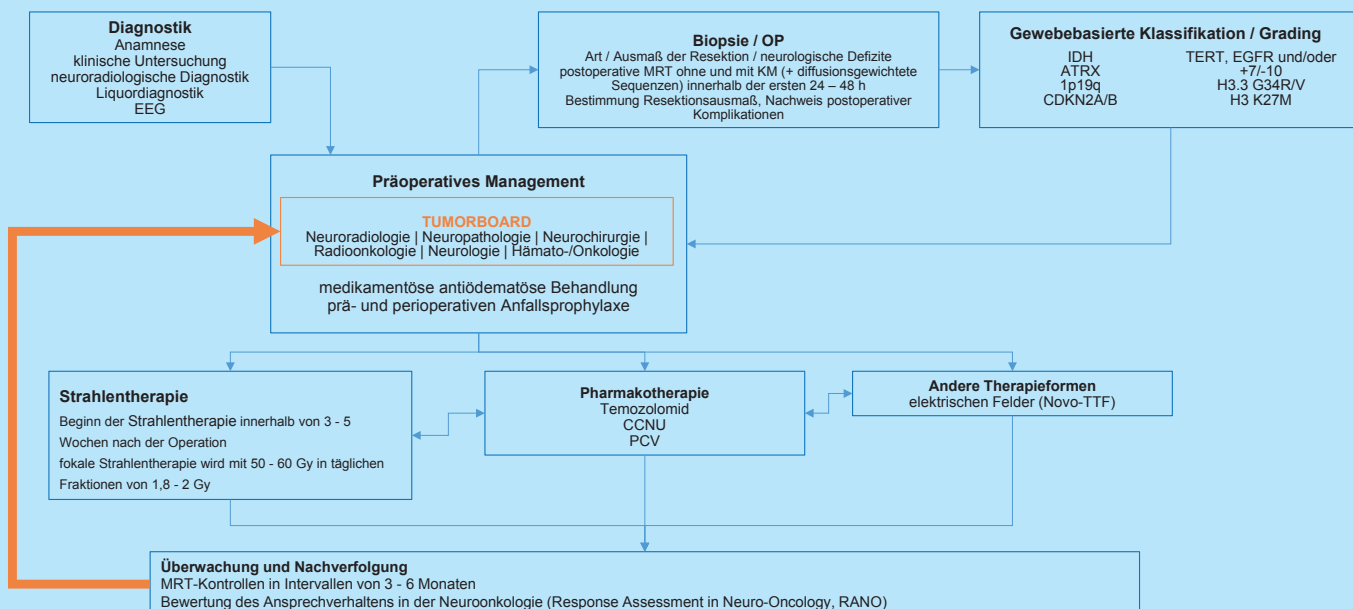 Diagnostik
Anamnese
klinische Untersuchung
neuroradiologische Diagnostik
Liquordiagnostik
EEG
Biopsie / OP
Art / Ausmaß der Resektion / neurologische Defizite
postoperative MRT ohne und mit KM (+ diffusionsgewichtete
Sequenzen) innerhalb der ersten 24 – 48 h
Bestimmung Resektionsausmaß, Nachweis postoperativer
Komplikationen
Gewebebasierte Klassifikation / Grading
IDH
ATRX
1p19q
CDKN2A/B
TERT, EGFR und/oder
+7/-10
H3.3 G34R/V
H3 K27M
Präoperatives Management
TUMORBOARD
Neuroradiologie | Neuropathologie | Neurochirurgie |
Radioonkologie | Neurologie | Hämato-/Onkologie
medikamentöse antiödematöse Behandlung
prä- und perioperativen Anfallsprophylaxe
Strahlentherapie
Beginn der Strahlentherapie innerhalb von 3 - 5
Wochen nach der Operation
fokale Strahlentherapie wird mit 50 - 60 Gy in täglichen
Fraktionen von 1,8 - 2 Gy
Pharmakotherapie
Temozolomid
CCNU
PCV
Andere Therapieformen
elektrischen Felder (Novo-TTF)
Überwachung und Nachverfolgung
MRT-Kontrollen in Intervallen von 3 - 6 Monaten
Bewertung des Ansprechverhaltens in der Neuroonkologie (Response Assessment in Neuro-Oncology, RANO)